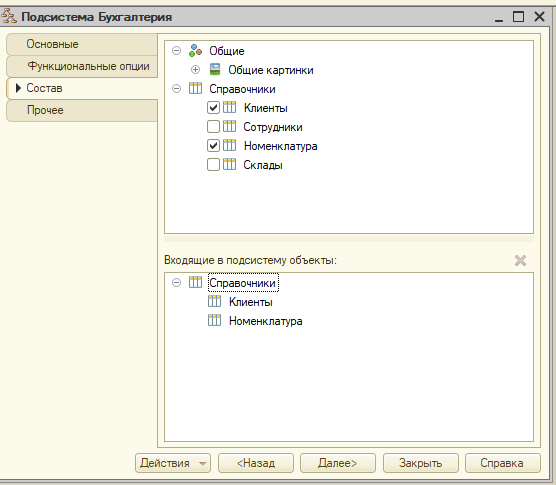 Подсистема Бухгалтерия
Основные
Функциональные опции
Состав
Прочее
Общие
Общие картинки
Справочники
Клиенты
Сотрудники
Номенклатура
Склады
Входящие в подсистему объекты:
Справочники
Клиенты
Номенклатура
Действия <Назад Далее> Закрыть Справка